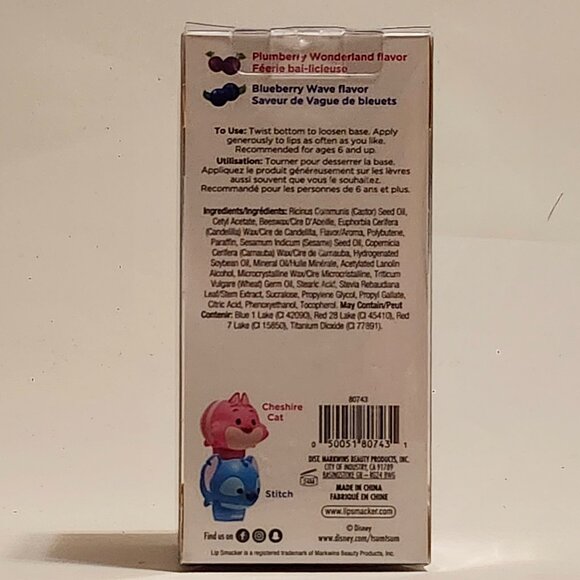 Plumberry Wonderland flavor
Féerie bai-licieuse
Blueberry Wave flavor
Saveur de Vague de bleuets
To Use: Twist bottom to loosen base. Apply
generously to lips as often as you like.
Recommended for ages 6 and up.
Utilisation: Tourner pour desserrer la base.
Appliquez le produit généreusement sur les lèvres
aussi souvent que vous le souhaitez.
Recommandé pour les personnes de 6 ans et plus.
Ingredients/Ingrédients: Ricinus Communis (Castor) Seed Oil,
Cetyl Acetate, Beeswax/Cire D'Abeille, Euphorbia Cerifera
(Candelilla) Wax/Cire de Candelilla, Flavor/Aroma, Polybutene,
Paraffin, Sesamum Indicum (Sesame) Seed Oil, Copernicia
Cerifera (Carnauba) Wax/Cire de Carnauba, Hydrogenated
Soybean Oil, Mineral Oil/Huile Minérale, Acetylated Lanolin
Alcohol, Microcrystalline Wax/Cire Microcristalline, Triticum
Vulgare (Wheat) Germ Oil, Stearic Acid, Stevia Rebaudiana
Leaf/Stem Extract, Sucralose, Propylene Glycol, Propyl Gallate,
Citric Acid, Phenoxyethanol, Tocopherol. May Contain/Peut
Contenir: Blue 1 Lake (CI 42090), Red 28 Lake (CI 45410), Red
7 Lake (CI 15850), Titanium Dioxide (CI 77891).
Cheshire
Cat
Stitch
80743
0 50051 80743 1
DIST. MARKWINS BEAUTY PRODUCTS, INC.
CITY OF INDUSTRY, CA 91789
BASINGSTOKE GB - RG24 8WG
24M
MADE IN CHINA
FABRIQUÉ EN CHINE
www.lipsmacker.com
© Disney
www.disney.com/tsumtsum
Find us on
Lip Smacker is a registered trademark of Markwins Beauty Products, Inc.